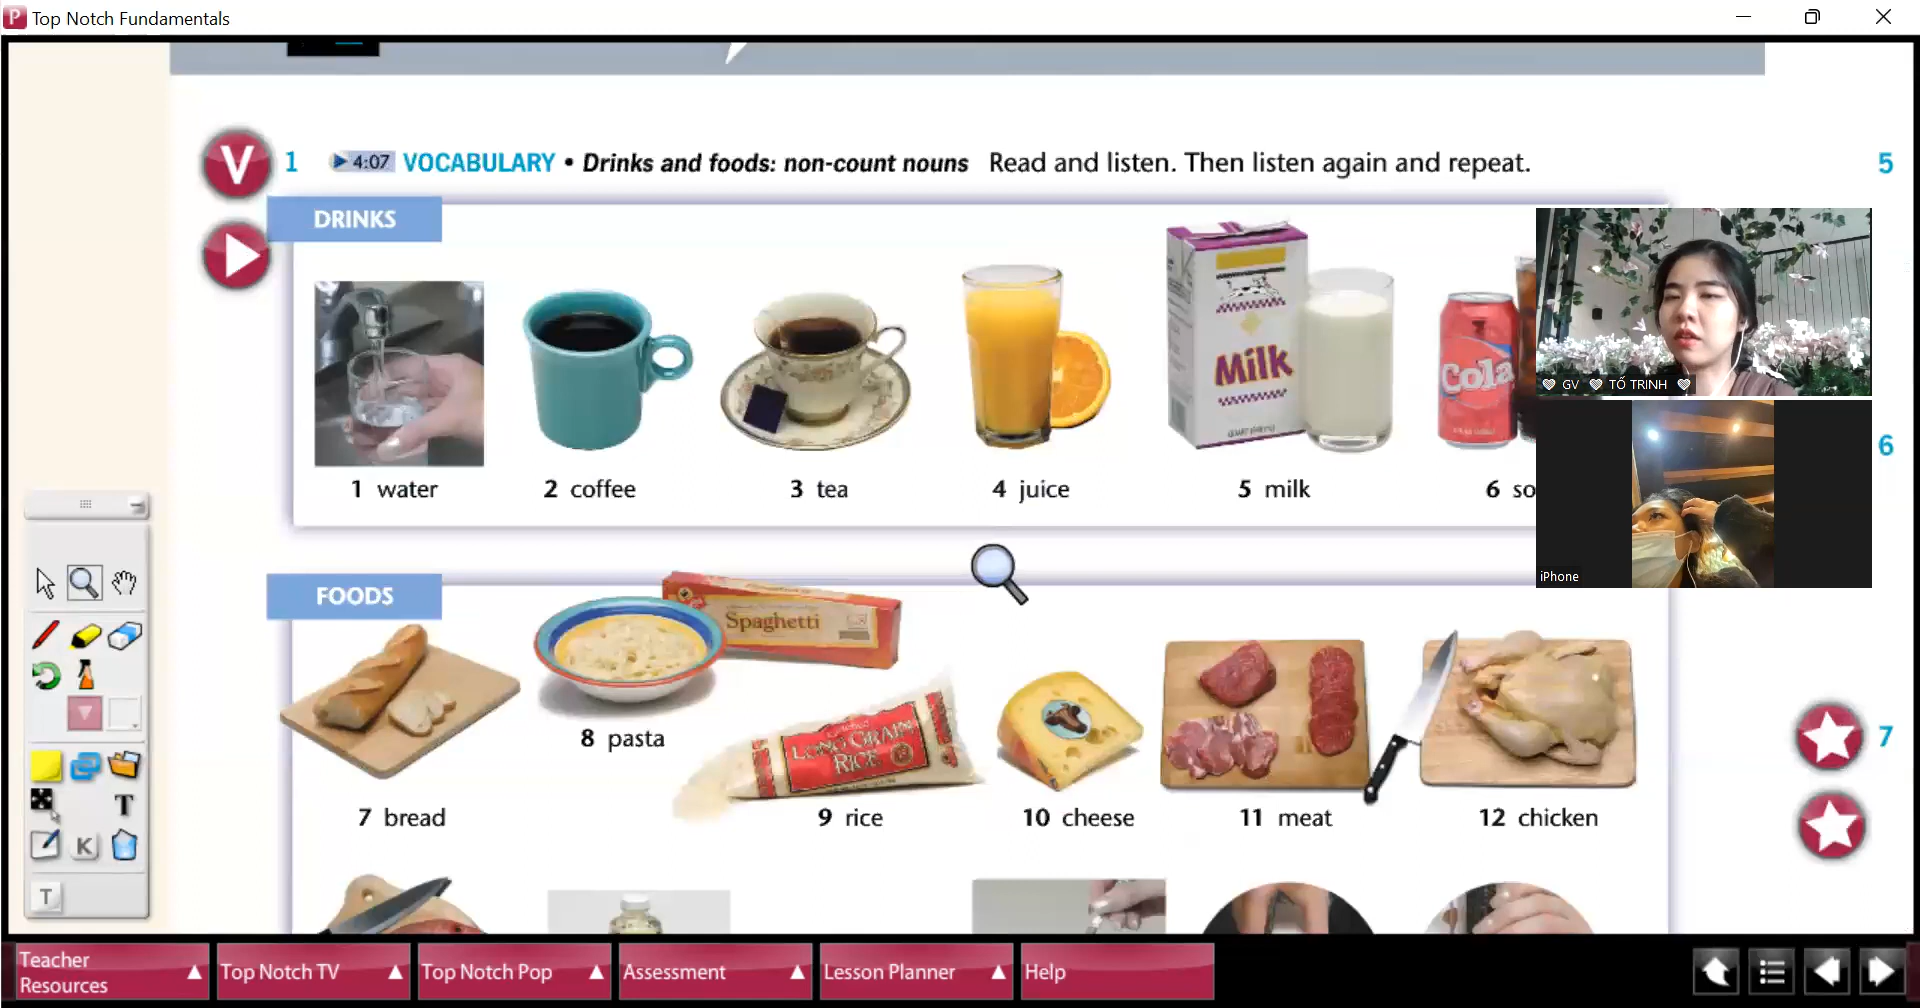 Top Notch Fundamentals
V
1 4:07 VOCABULARY • Drinks and foods: non-count nouns Read and listen. Then listen again and repeat.
5
DRINKS
Milk
Cola
GV TỐ TRINH
1 water
2 coffee
3 tea
4 juice
5 milk
6 so
6
iPhone
FOODS
Spaghetti
LONG GRAIN
RICE
8 pasta
7
7 bread
9 rice
10 cheese
11 meat
12 chicken
T
K
T
Teacher
Resources
Top Notch TV
Top Notch Pop
Assessment
Lesson Planner
Help